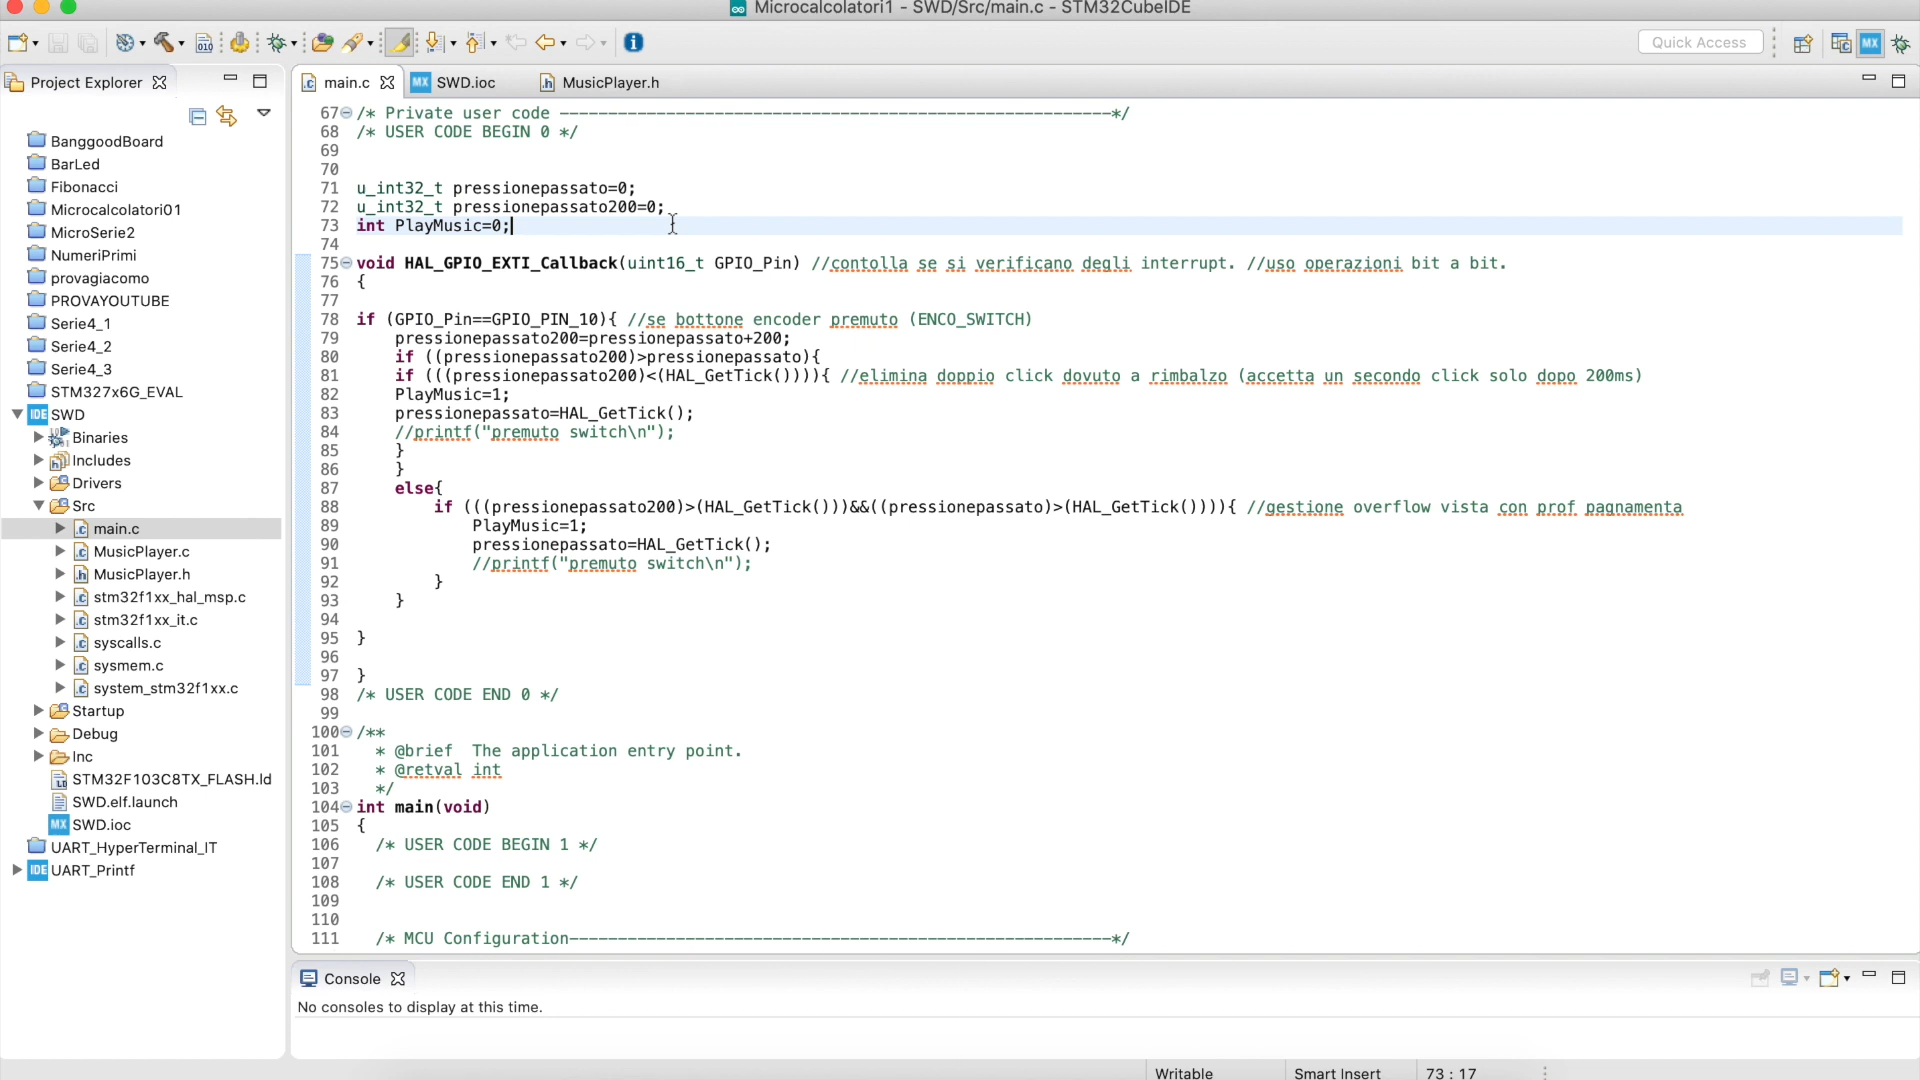 Microcalcolatori1 - SWD/Src/main.c - STM32CubeIDE
Quick Access
Project Explorer
main.c
MX SWD.ioc
MusicPlayer.h
BanggoodBoard
BarLed
Fibonacci
Microcalcolatori01
MicroSerie2
NumeriPrimi
provagiacomo
PROVAYOUTUBE
Serie4_1
Serie4_2
Serie4_3
STM327x6G_EVAL
IDE SWD
Binaries
Includes
Drivers
Src
main.c
MusicPlayer.c
MusicPlayer.h
stm32f1xx_hal_msp.c
stm32f1xx_it.c
syscalls.c
sysmem.c
system_stm32f1xx.c
Startup
Debug
Inc
STM32F103C8TX_FLASH.ld
SWD.elf.launch
MX SWD.ioc
UART_HyperTerminal_IT
IDE UART_Printf
67 /* Private user code ---------------------------------------------------------*/
68 /* USER CODE BEGIN 0 */
69
70
71 u_int32_t pressionepassato=0;
72 u_int32_t pressionepassato200=0;
73 int PlayMusic=0;
74
75 void HAL_GPIO_EXTI_Callback(uint16_t GPIO_Pin) //contolla se si verificano degli interrupt. //uso operazioni bit a bit.
76 {
77
78 if (GPIO_Pin==GPIO_PIN_10){ //se bottone encoder premuto (ENCO_SWITCH)
79 pressionepassato200=pressionepassato+200;
80 if ((pressionepassato200)>pressionepassato){
81 if (((pressionepassato200)<(HAL_GetTick()))){ //elimina doppio click dovuto a rimbalzo (accetta un secondo click solo dopo 200ms)
82 PlayMusic=1;
83 pressionepassato=HAL_GetTick();
84 //printf("premuto switch\n");
85 }
86 }
87 else{
88 if (((pressionepassato200)>(HAL_GetTick()))&&((pressionepassato)>(HAL_GetTick()))){ //gestione overflow vista con prof pagnamenta
89 PlayMusic=1;
90 pressionepassato=HAL_GetTick();
91 //printf("premuto switch\n");
92 }
93 }
94
95 }
96
97 }
98 /* USER CODE END 0 */
99
100 /**
101 * @brief The application entry point.
102 * @retval int
103 */
104 int main(void)
105 {
106 /* USER CODE BEGIN 1 */
107
108 /* USER CODE END 1 */
109
110
111 /* MCU Configuration--------------------------------------------------------*/
Console
No consoles to display at this time.
Writable
Smart Insert
73 : 17